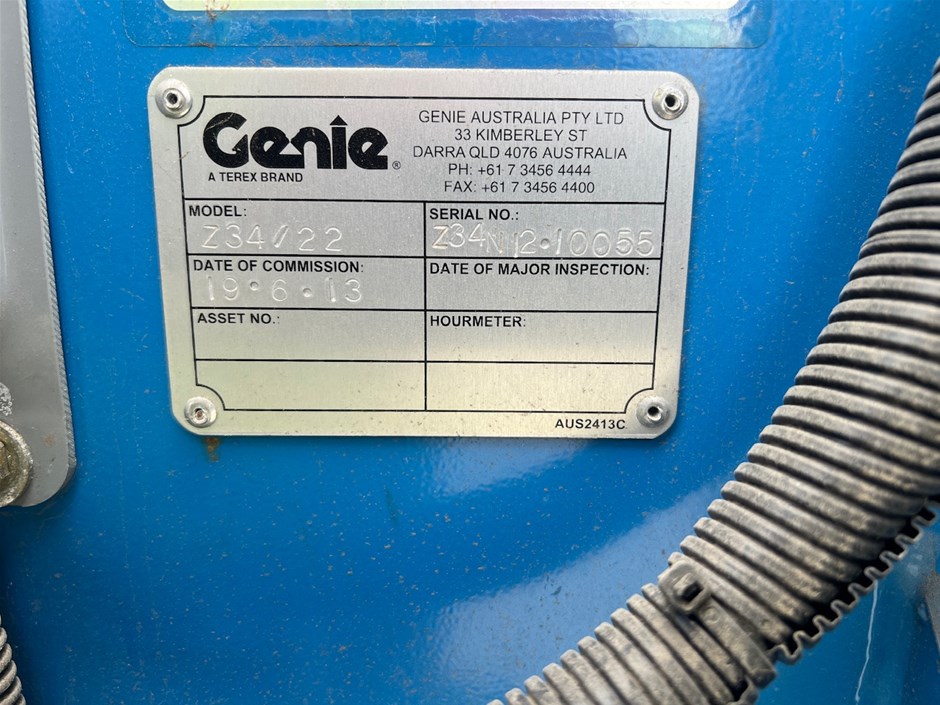 Genie®
A TEREX BRAND
GENIE AUSTRALIA PTY LTD
33 KIMBERLEY ST
DARRA QLD 4076 AUSTRALIA
PH: +61 7 3456 4444
FAX: +61 7 3456 4400
MODEL:
Z34/22
SERIAL NO.:
Z34N12-10055
DATE OF COMMISSION:
19·6·13
DATE OF MAJOR INSPECTION:
ASSET NO.:
HOURMETER:
AUS2413C